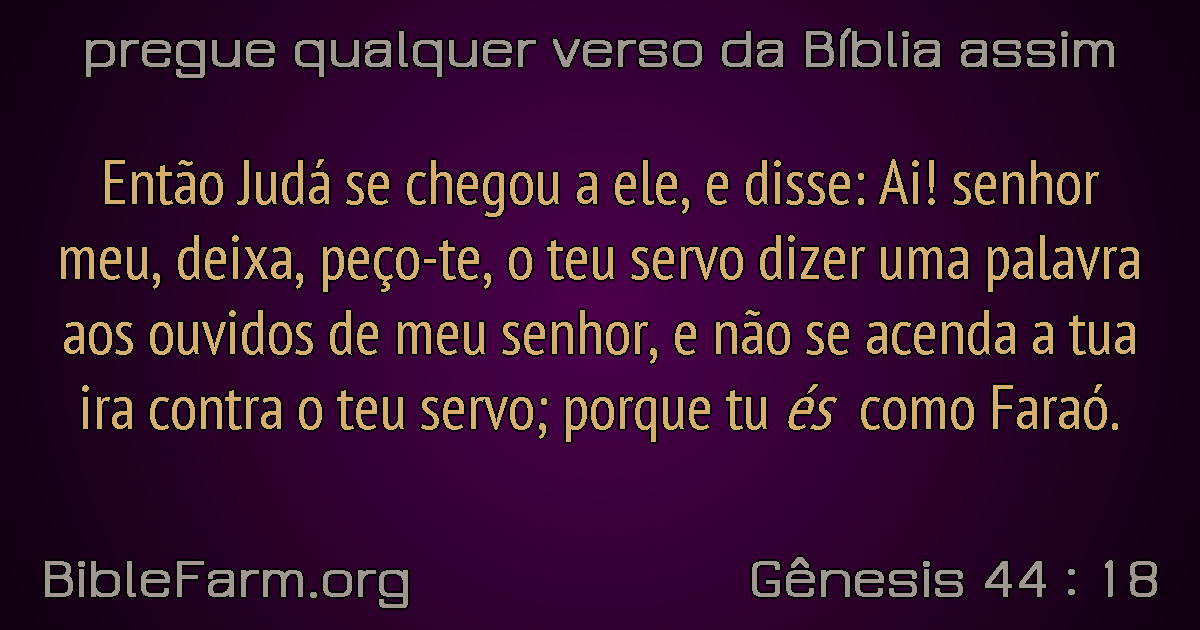 pregue qualquer verso da Bíblia assim
Então Judá se chegou a ele, e disse: Ai! senhor
meu, deixa, peço-te, o teu servo dizer uma palavra
aos ouvidos de meu senhor, e não se acenda a tua
ira contra o teu servo; porque tu és como Faraó.
BibleFarm.org
Gênesis 44 : 18